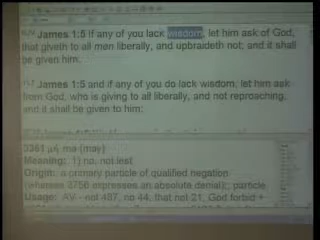 James 1:5 If any of you lack wisdom, let him ask of God,
that giveth to all men liberally, and upbraideth not; and it shall
be given him.
James 1:5 and if any of you do lack wisdom, let him ask
from God, who is giving to all liberally, and not reproaching,
and it shall be given to him;
3361 μή me (may)
Meaning: 1) no, not lest
Origin: a primary particle of qualified negation
(whereas 3756 expresses an absolute denial);; particle
Usage: AV - not 487, no 44, that not 21, God forbid +